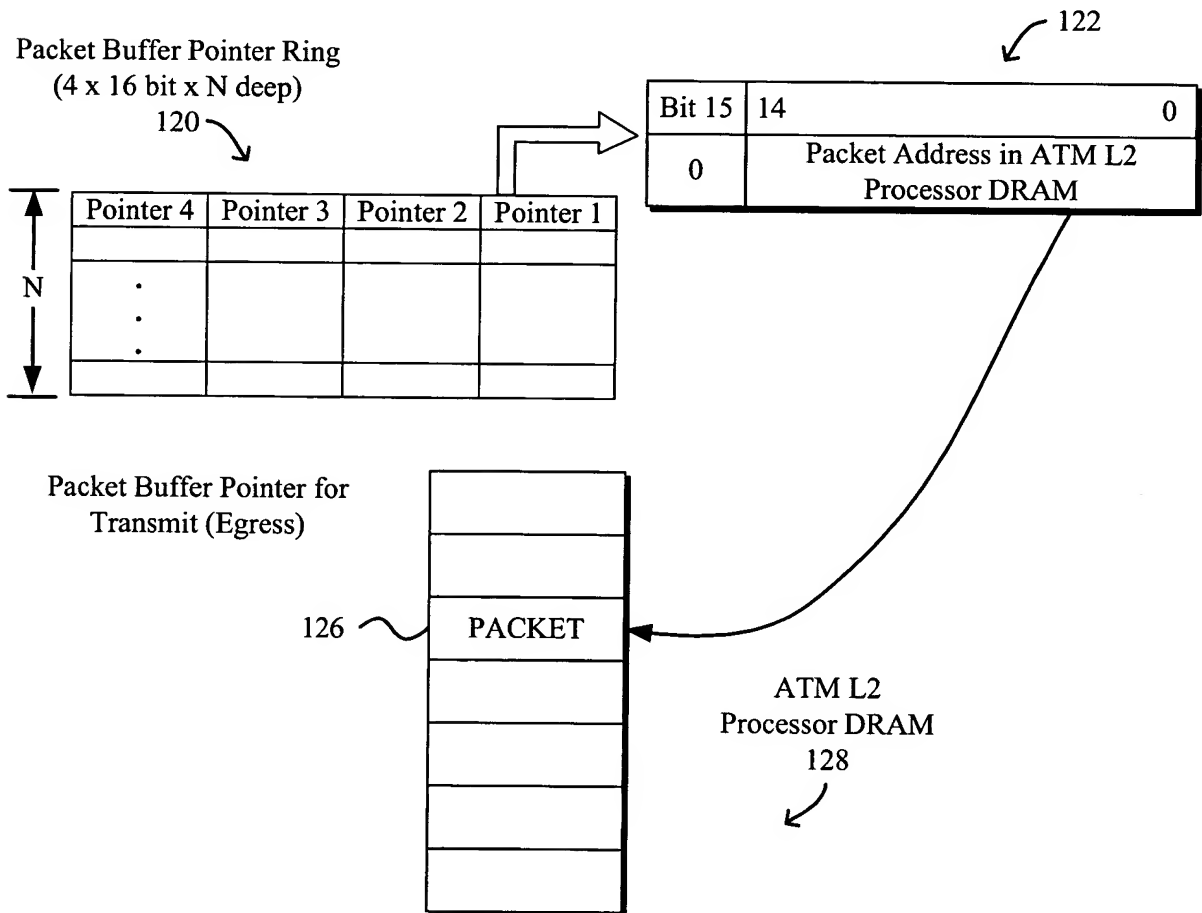 122
Packet Buffer Pointer Ring
(4 x 16 bit x N deep)
120
Bit 15 14 0
0 Packet Address in ATM L2
Processor DRAM
Pointer 4 Pointer 3 Pointer 2 Pointer 1
N
Packet Buffer Pointer for
Transmit (Egress)
126 PACKET
ATM L2
Processor DRAM
128